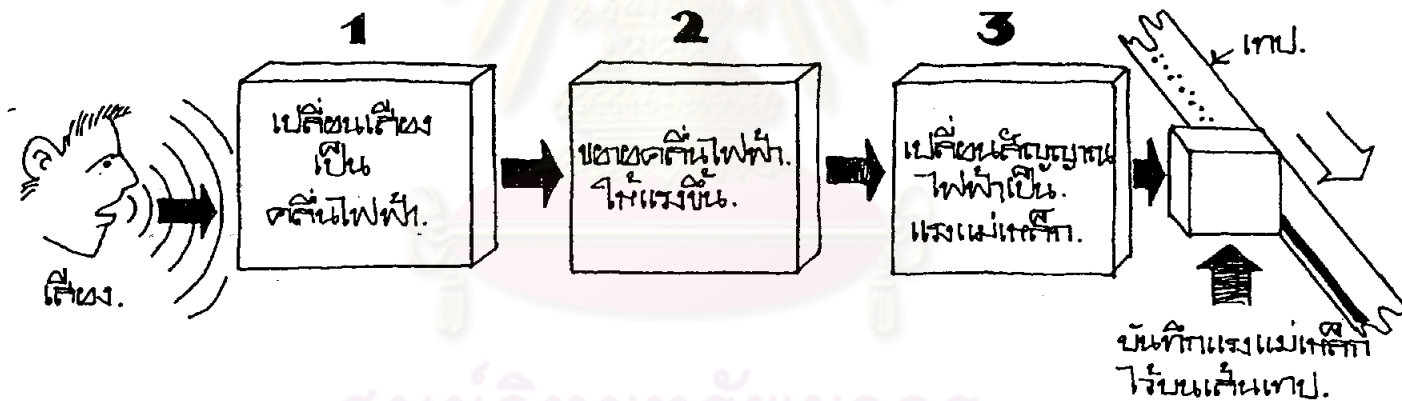 1
2
3
เทป.
เปลี่ยนเสียง
เป็น
คลื่นไฟฟ้า.
ขยายคลื่นไฟฟ้า.
ให้แรงขึ้น.
เปลี่ยนสัญญาณ
ไฟฟ้าเป็น.
แรงแม่เหล็ก.
เสียง.
บันทึกแรงแม่เหล็ก
ไว้บนเส้นเทป.